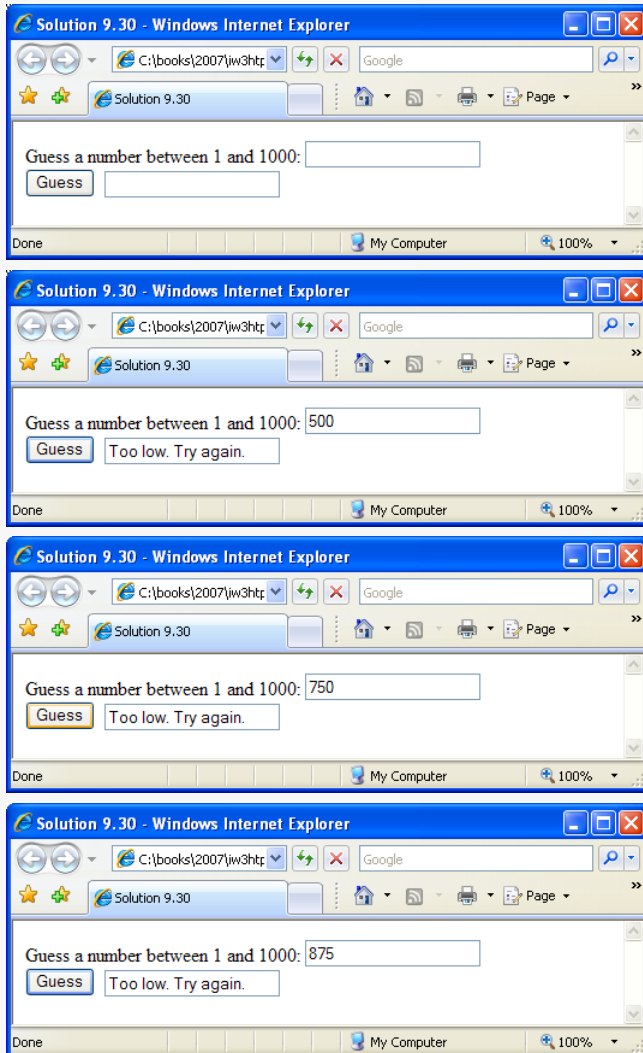 Solution 9.30 - Windows Internet Explorer
C:\books\2007\iw3htp Google
Solution 9.30 Page »
Guess a number between 1 and 1000:
Guess
Done My Computer 100%
Solution 9.30 - Windows Internet Explorer
C:\books\2007\iw3htp Google
Solution 9.30 Page »
Guess a number between 1 and 1000: 500
Guess Too low. Try again.
Done My Computer 100%
Solution 9.30 - Windows Internet Explorer
C:\books\2007\iw3htp Google
Solution 9.30 Page »
Guess a number between 1 and 1000: 750
Guess Too low. Try again.
Done My Computer 100%
Solution 9.30 - Windows Internet Explorer
C:\books\2007\iw3htp Google
Solution 9.30 Page »
Guess a number between 1 and 1000: 875
Guess Too low. Try again.
Done My Computer 100%